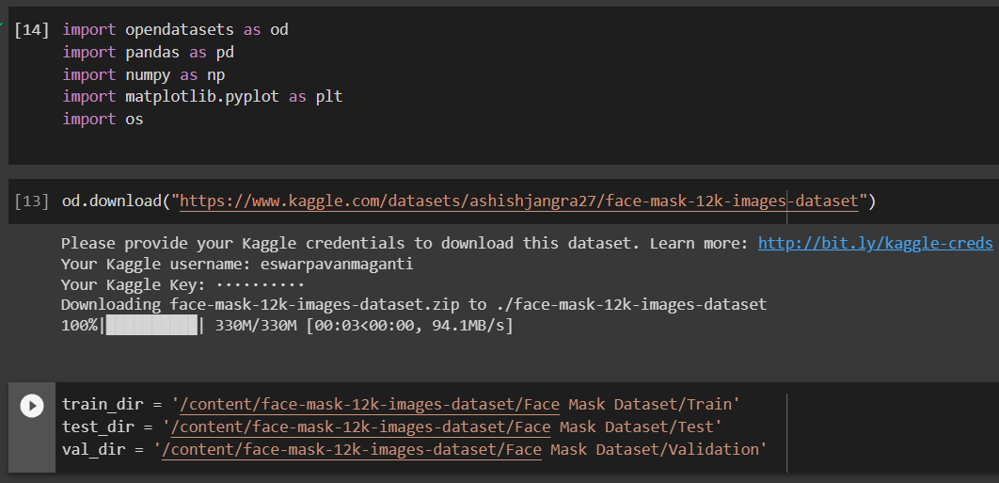 [14] import opendatasets as od
import pandas as pd
import numpy as np
import matplotlib.pyplot as plt
import os
[13] od.download("https://www.kaggle.com/datasets/ashishjangra27/face-mask-12k-images-dataset")
Please provide your Kaggle credentials to download this dataset. Learn more: http://bit.ly/kaggle-creds
Your Kaggle username: eswarpavanmaganti
Your Kaggle Key: ··········
Downloading face-mask-12k-images-dataset.zip to ./face-mask-12k-images-dataset
100%|██████████| 330M/330M [00:03<00:00, 94.1MB/s]
train_dir = '/content/face-mask-12k-images-dataset/Face Mask Dataset/Train'
test_dir = '/content/face-mask-12k-images-dataset/Face Mask Dataset/Test'
val_dir = '/content/face-mask-12k-images-dataset/Face Mask Dataset/Validation'